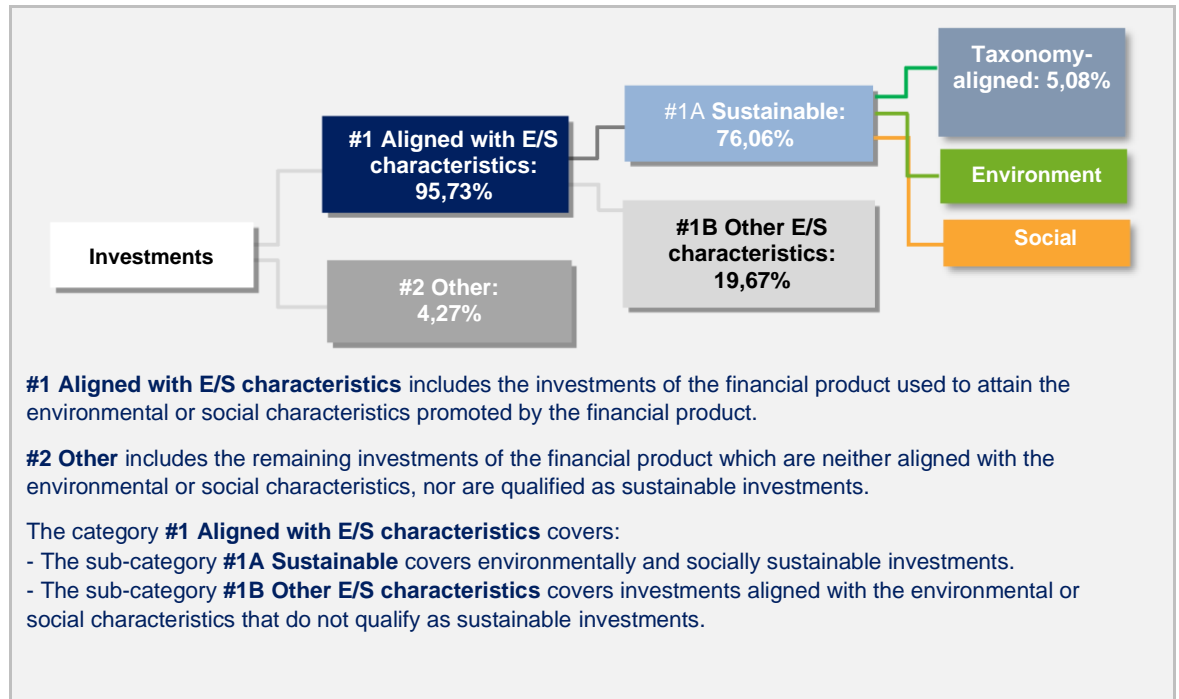 Investments
#1 Aligned with E/S
characteristics:
95,73%
#2 Other:
4,27%
#1A Sustainable:
76,06%
#1B Other E/S
characteristics:
19,67%
Taxonomy-
aligned: 5,08%
Environment
Social
#1 Aligned with E/S characteristics includes the investments of the financial product used to attain the
environmental or social characteristics promoted by the financial product.
#2 Other includes the remaining investments of the financial product which are neither aligned with the
environmental or social characteristics, nor are qualified as sustainable investments.
The category #1 Aligned with E/S characteristics covers:
- The sub-category #1A Sustainable covers environmentally and socially sustainable investments.
- The sub-category #1B Other E/S characteristics covers investments aligned with the environmental or
social characteristics that do not qualify as sustainable investments.